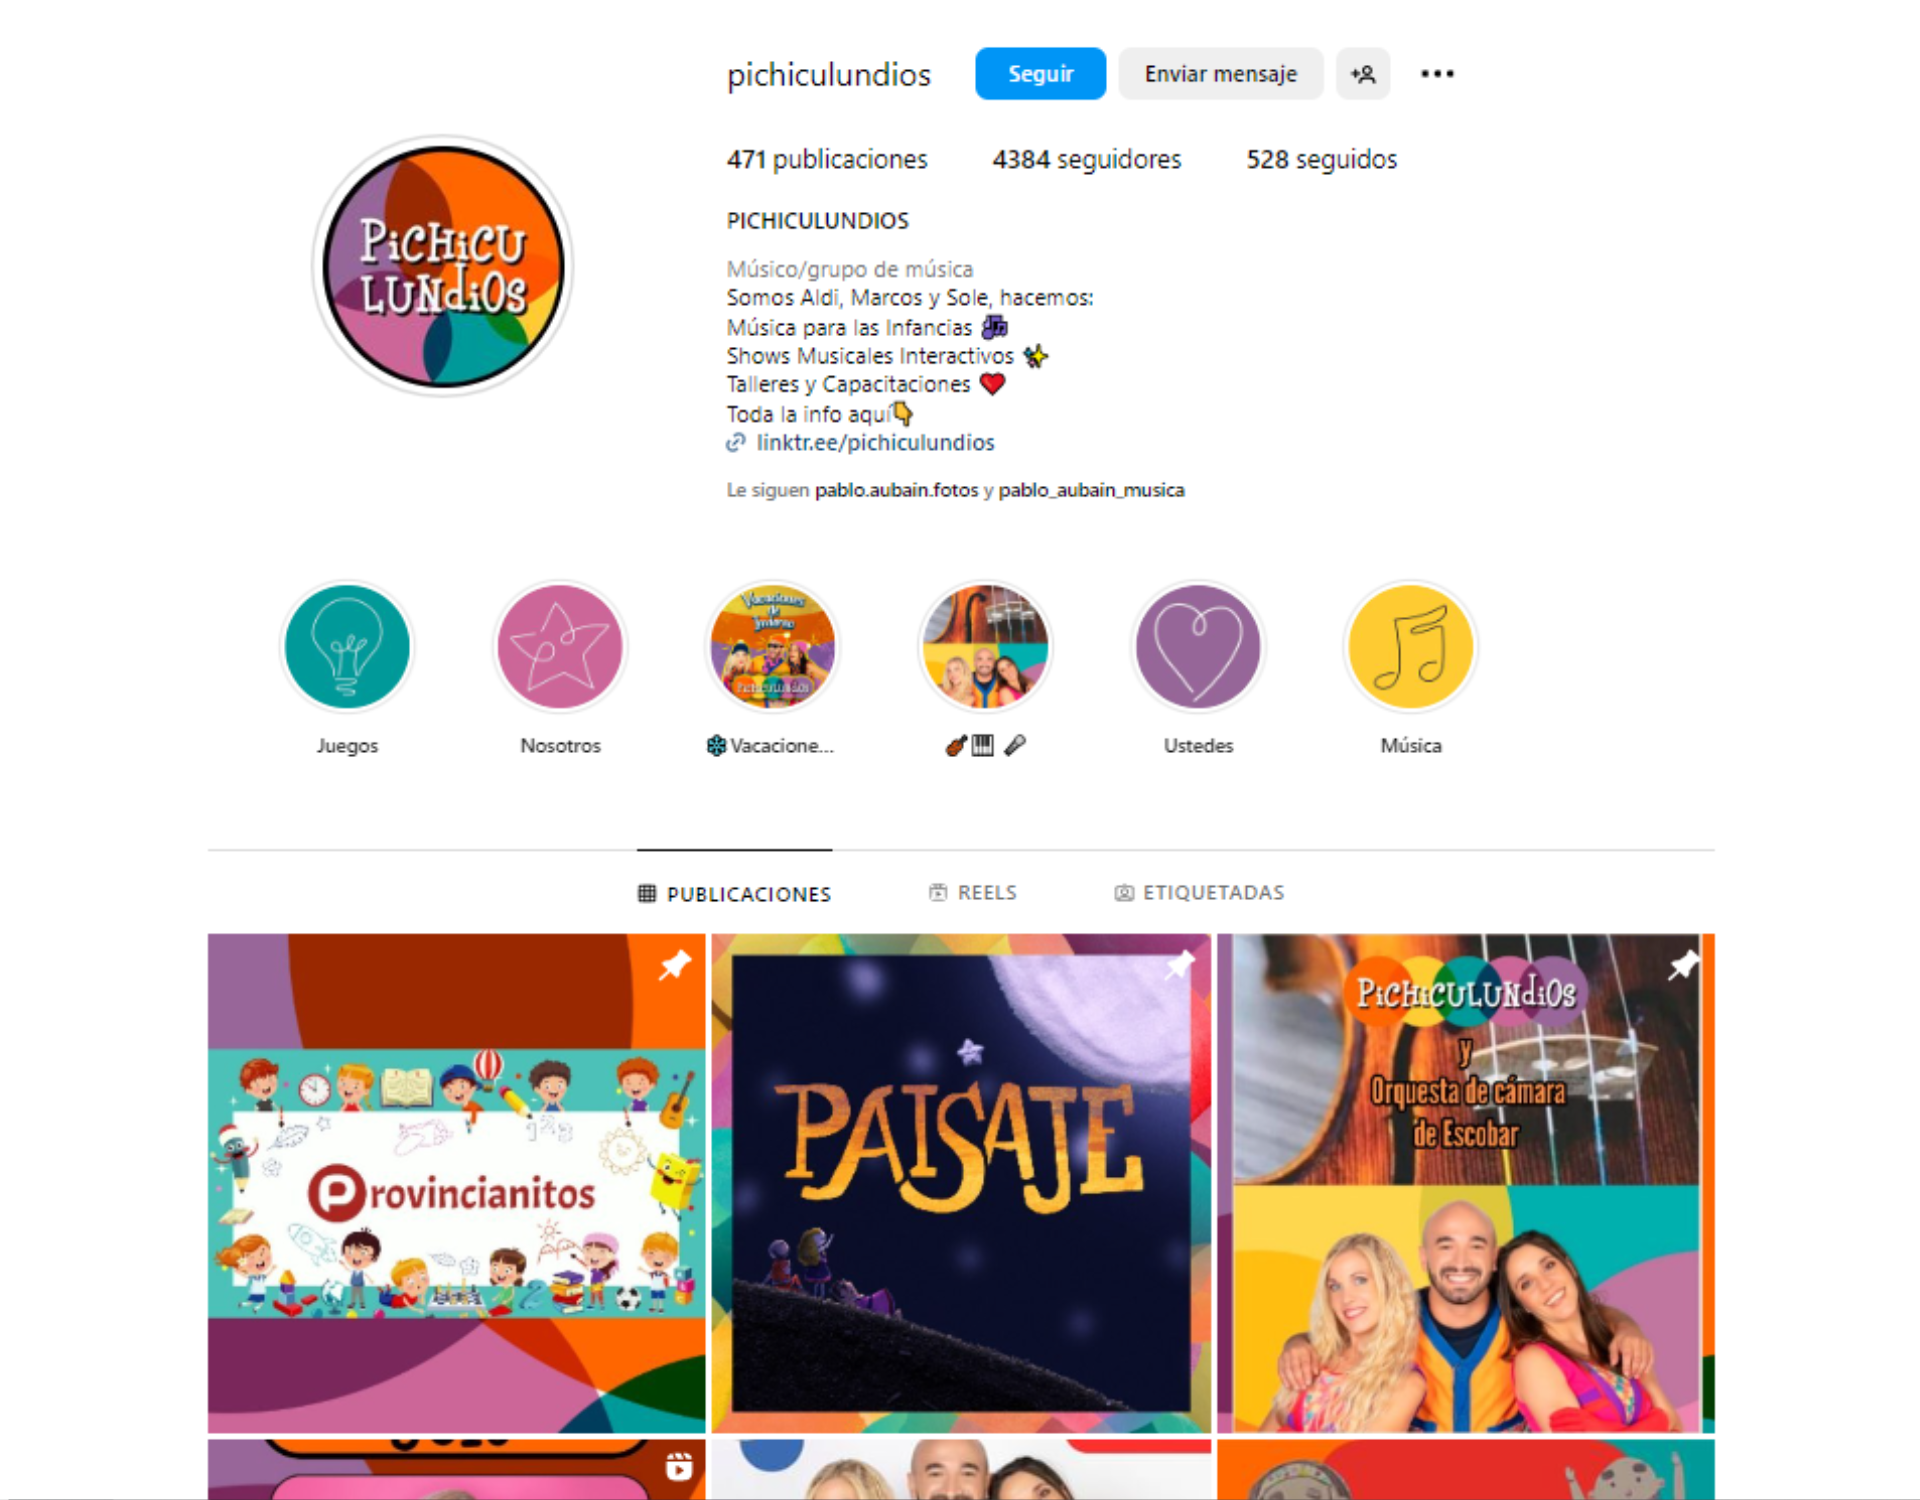 pichiculundios Seguir Enviar mensaje
471 publicaciones 4384 seguidores 528 seguidos
PiCHiCU
LUNdiOs
PICHICULUNDIOS
Músico/grupo de música
Somos Aldi, Marcos y Sole, hacemos:
Música para las Infancias
Shows Musicales Interactivos
Talleres y Capacitaciones
Toda la info aquí
linktr.ee/pichiculundios
Le siguen pablo.aubain.fotos y pablo_aubain_musica
Vacaciones
de
Invierno
PiCHiCULUNdiOs
Juegos Nosotros Vacacione... Ustedes Música
PUBLICACIONES REELS ETIQUETADAS
Provincianitos
123
PAISAJE
PiCHiCULUNdiOs
y
Orquesta de cámara
de Escobar